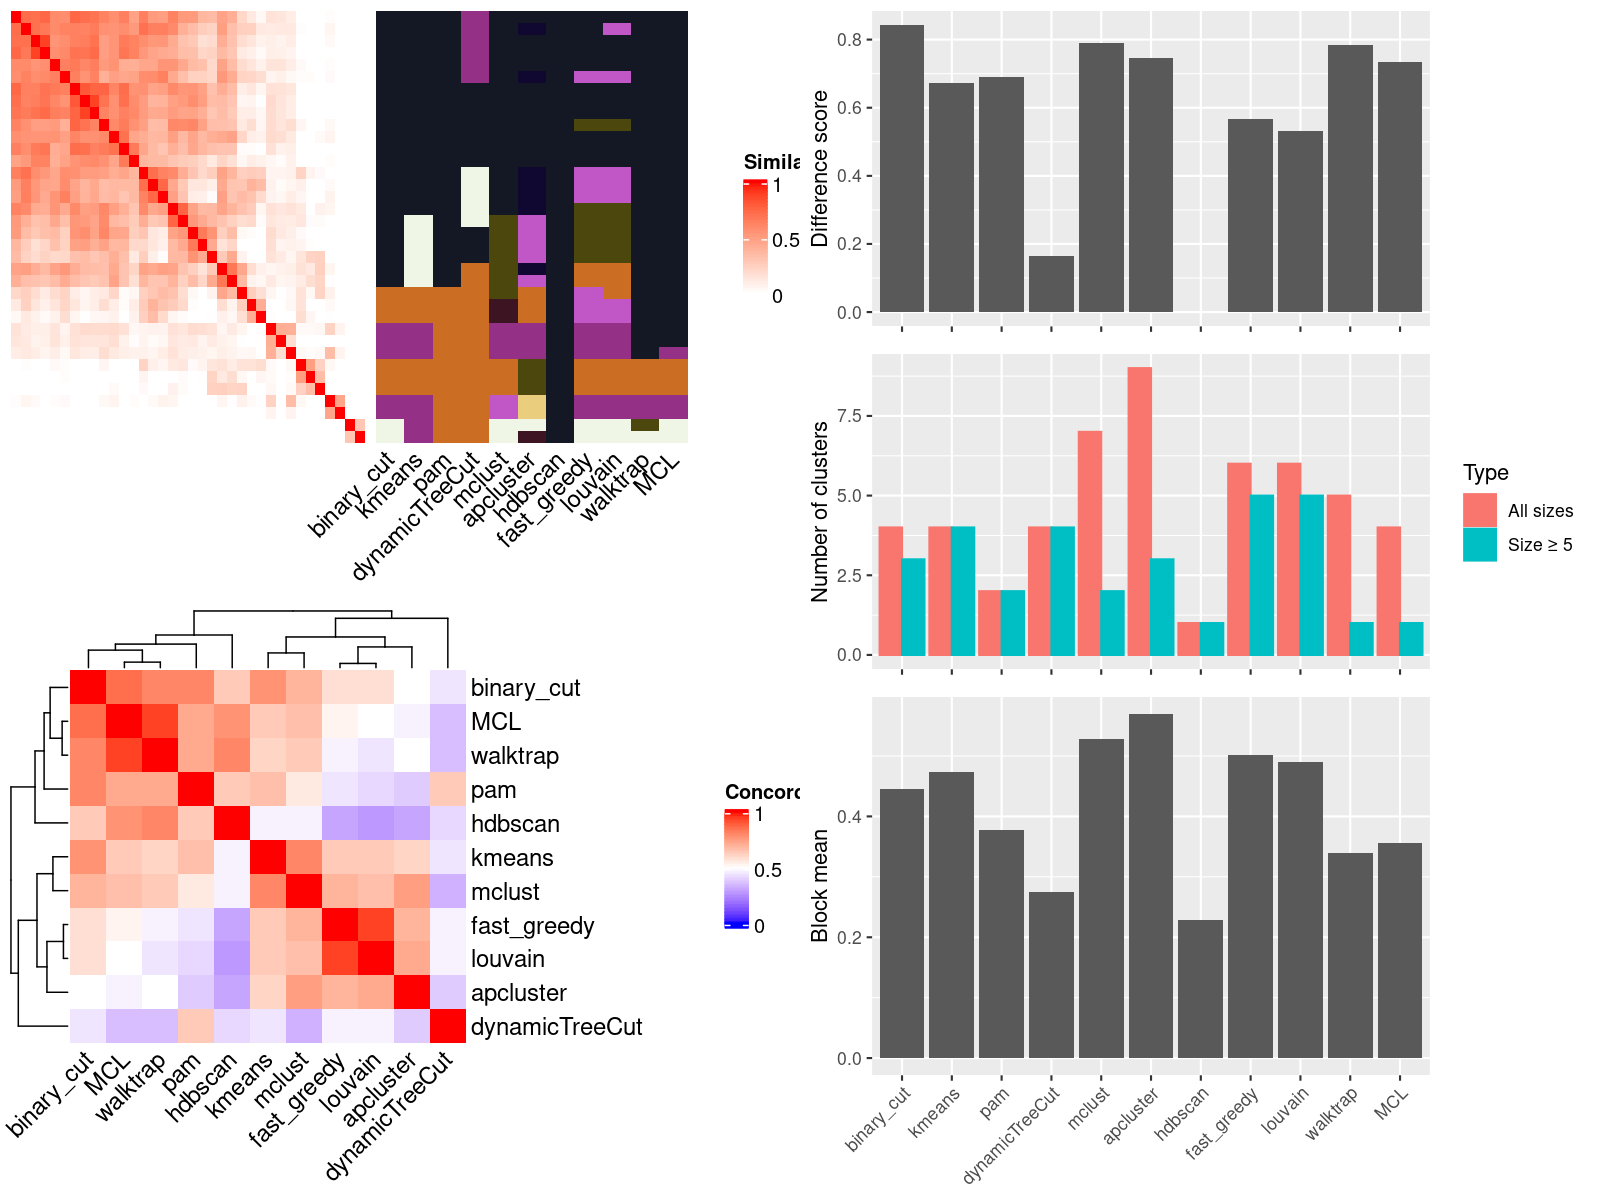 Simila
1
0.5
0
binary_cut
kmeans
pam
dynamicTreeCut
mclust
apcluster
hdbscan
fast_greedy
louvain
walktrap
MCL
Difference score
0.8
0.6
0.4
0.2
0.0
Number of clusters
7.5
5.0
2.5
0.0
Type
All sizes
Size ≥ 5
binary_cut
MCL
walktrap
pam
hdbscan
kmeans
mclust
fast_greedy
louvain
apcluster
dynamicTreeCut
binary_cut
MCL
walktrap
pam
hdbscan
kmeans
mclust
fast_greedy
louvain
apcluster
dynamicTreeCut
Concord
1
0.5
0
Block mean
0.4
0.2
0.0
binary_cut
kmeans
pam
dynamicTreeCut
mclust
apcluster
hdbscan
fast_greedy
louvain
walktrap
MCL